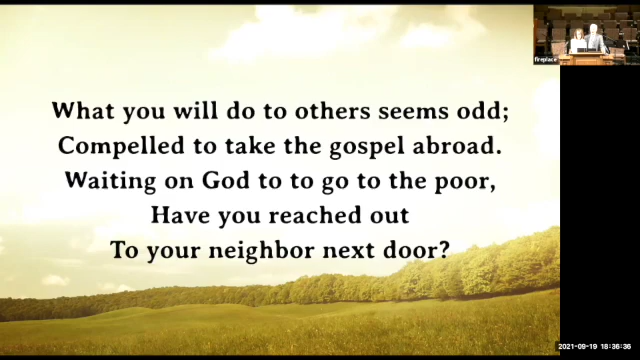 fireplace
What you will do to others seems odd;
Compelled to take the gospel abroad.
Waiting on God to to go to the poor,
Have you reached out
To your neighbor next door?
2021-09-19 18:36:36